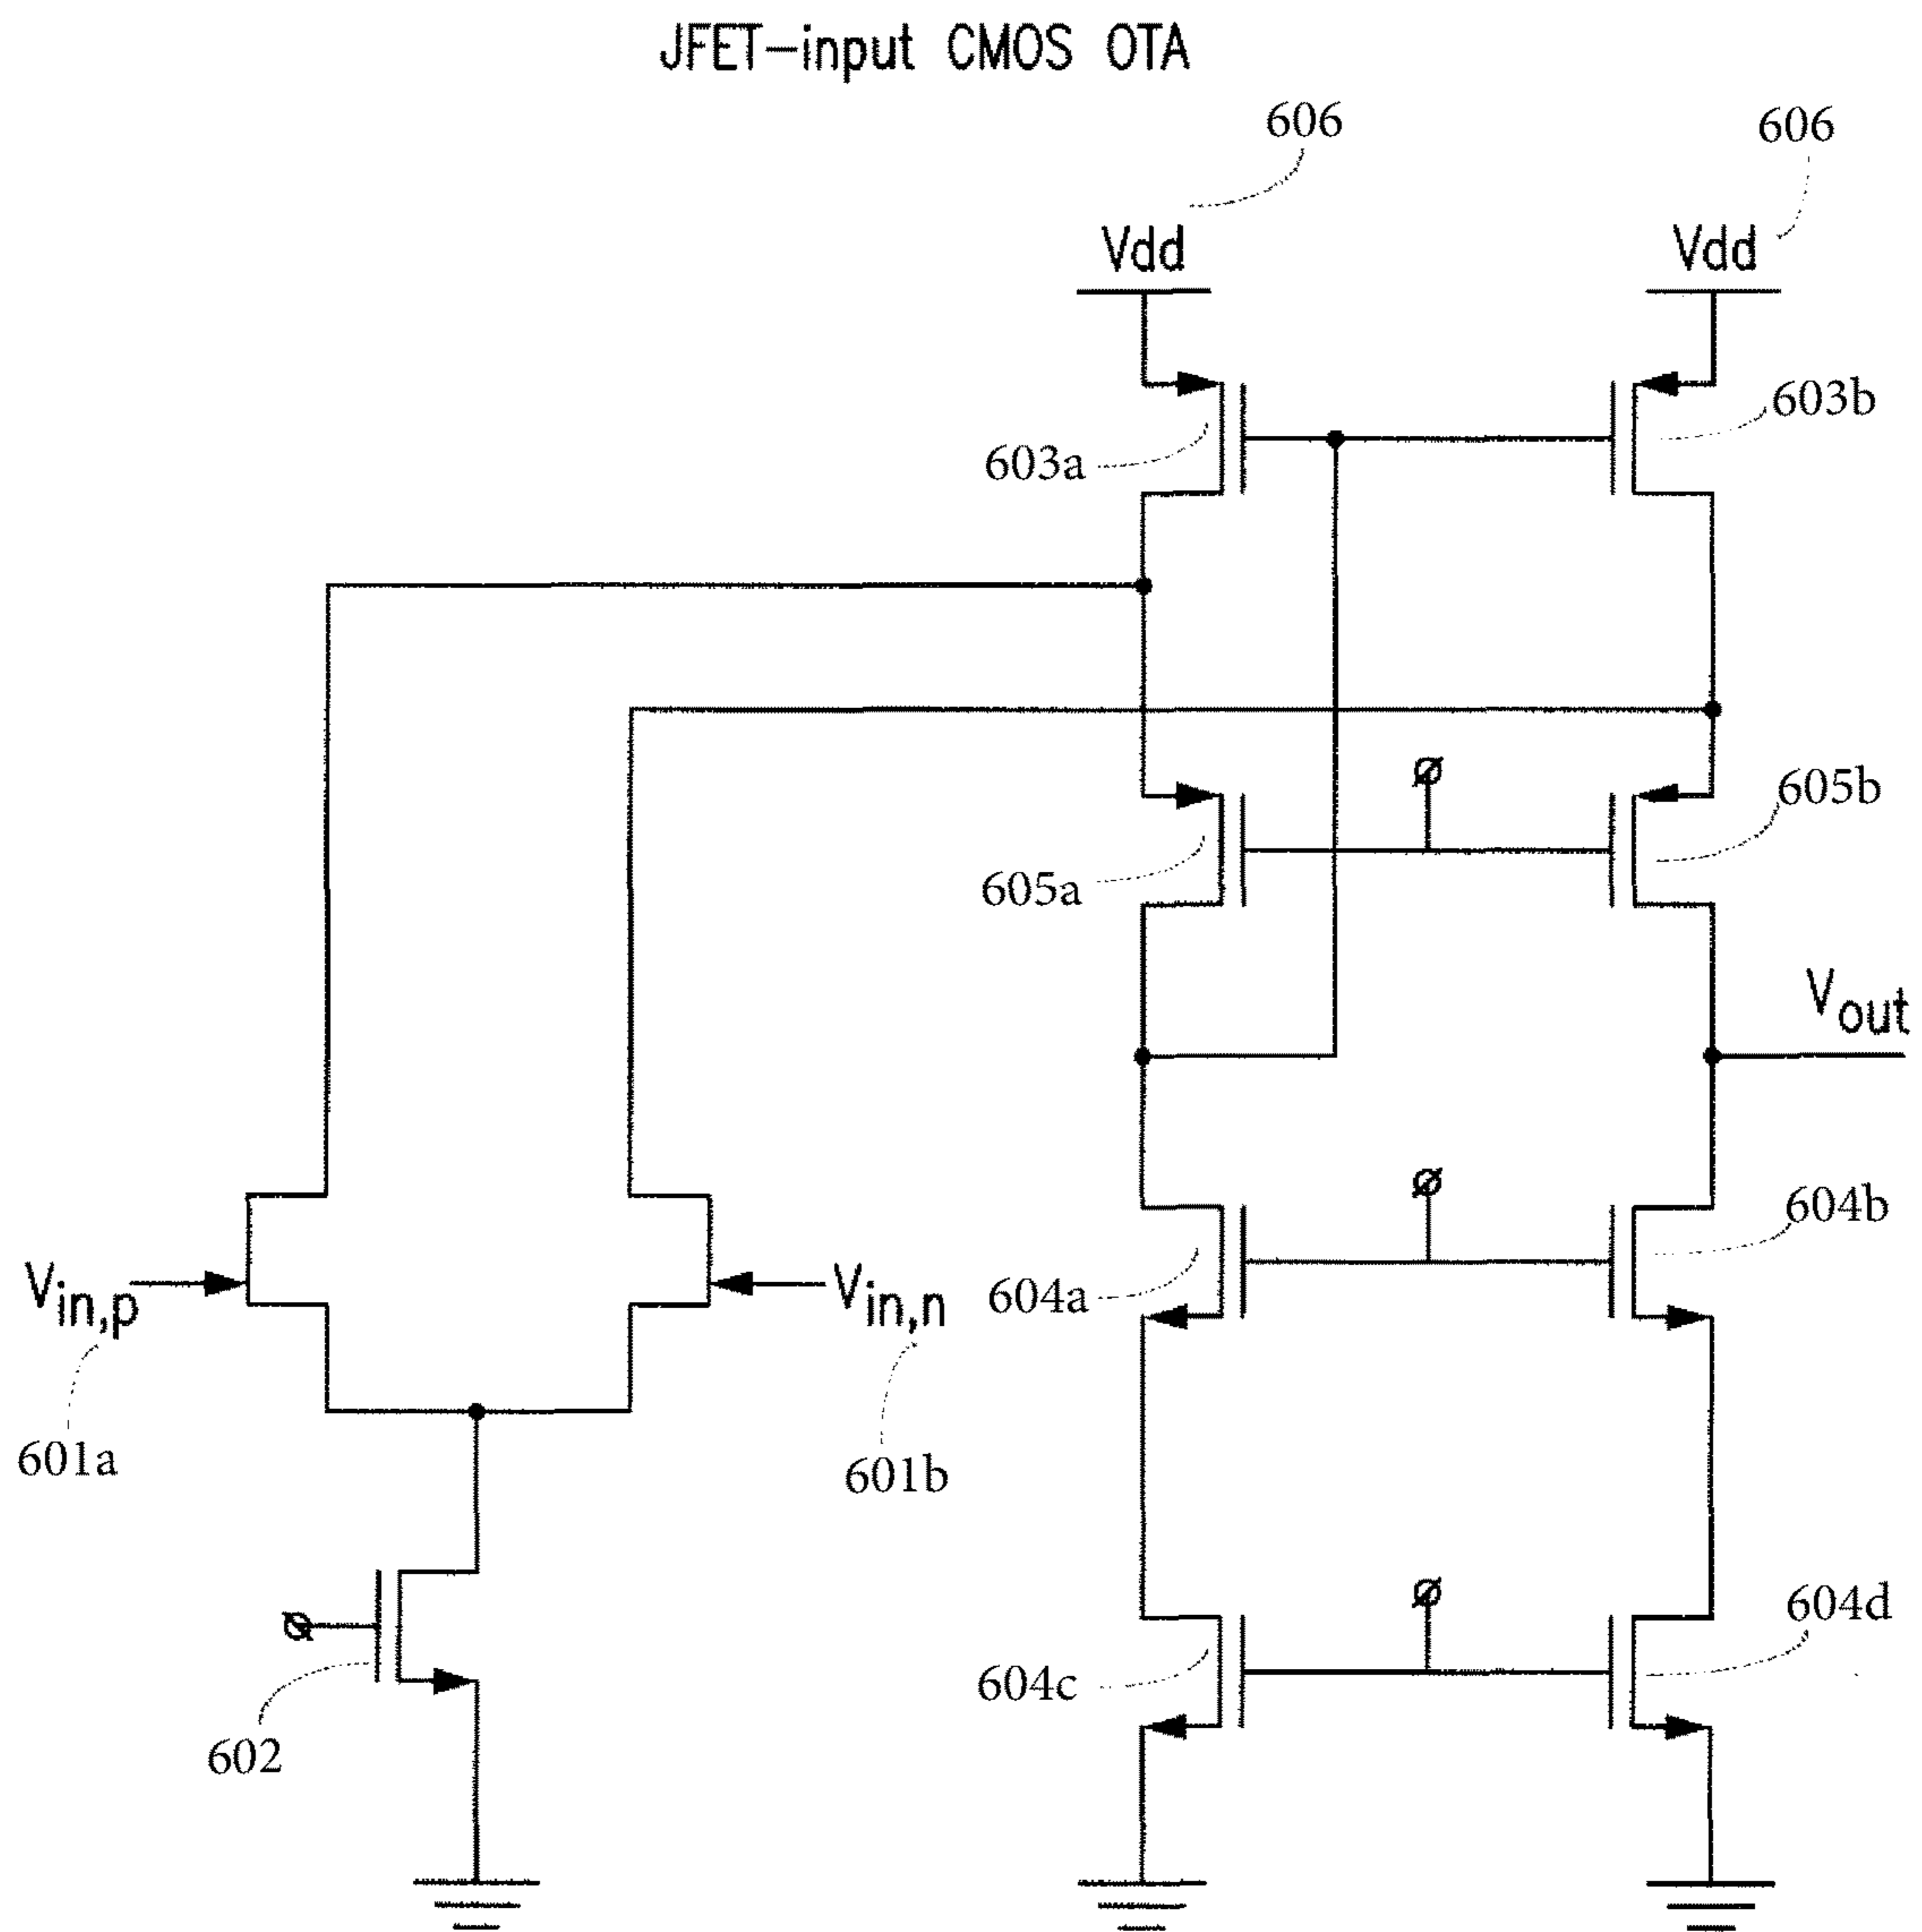 JFET-input CMOS OTA
606
606
Vdd
Vdd
603a
603b
605a
605b
Vout
Vin,p
Vin,n
604a
604b
601a
601b
604c
604d
602